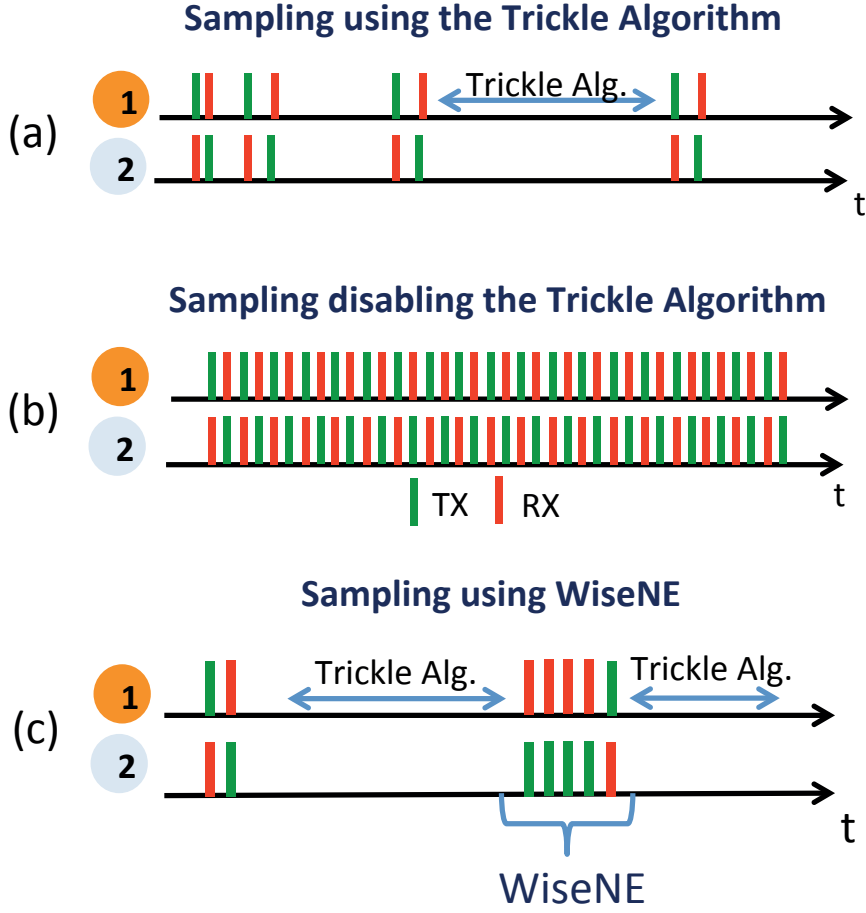 Sampling using the Trickle Algorithm
1
Trickle Alg.
(a)
2
t
Sampling disabling the Trickle Algorithm
1
(b)
2
t
TX RX
Sampling using WiseNE
1
Trickle Alg. Trickle Alg.
(c)
2
t
WiseNE